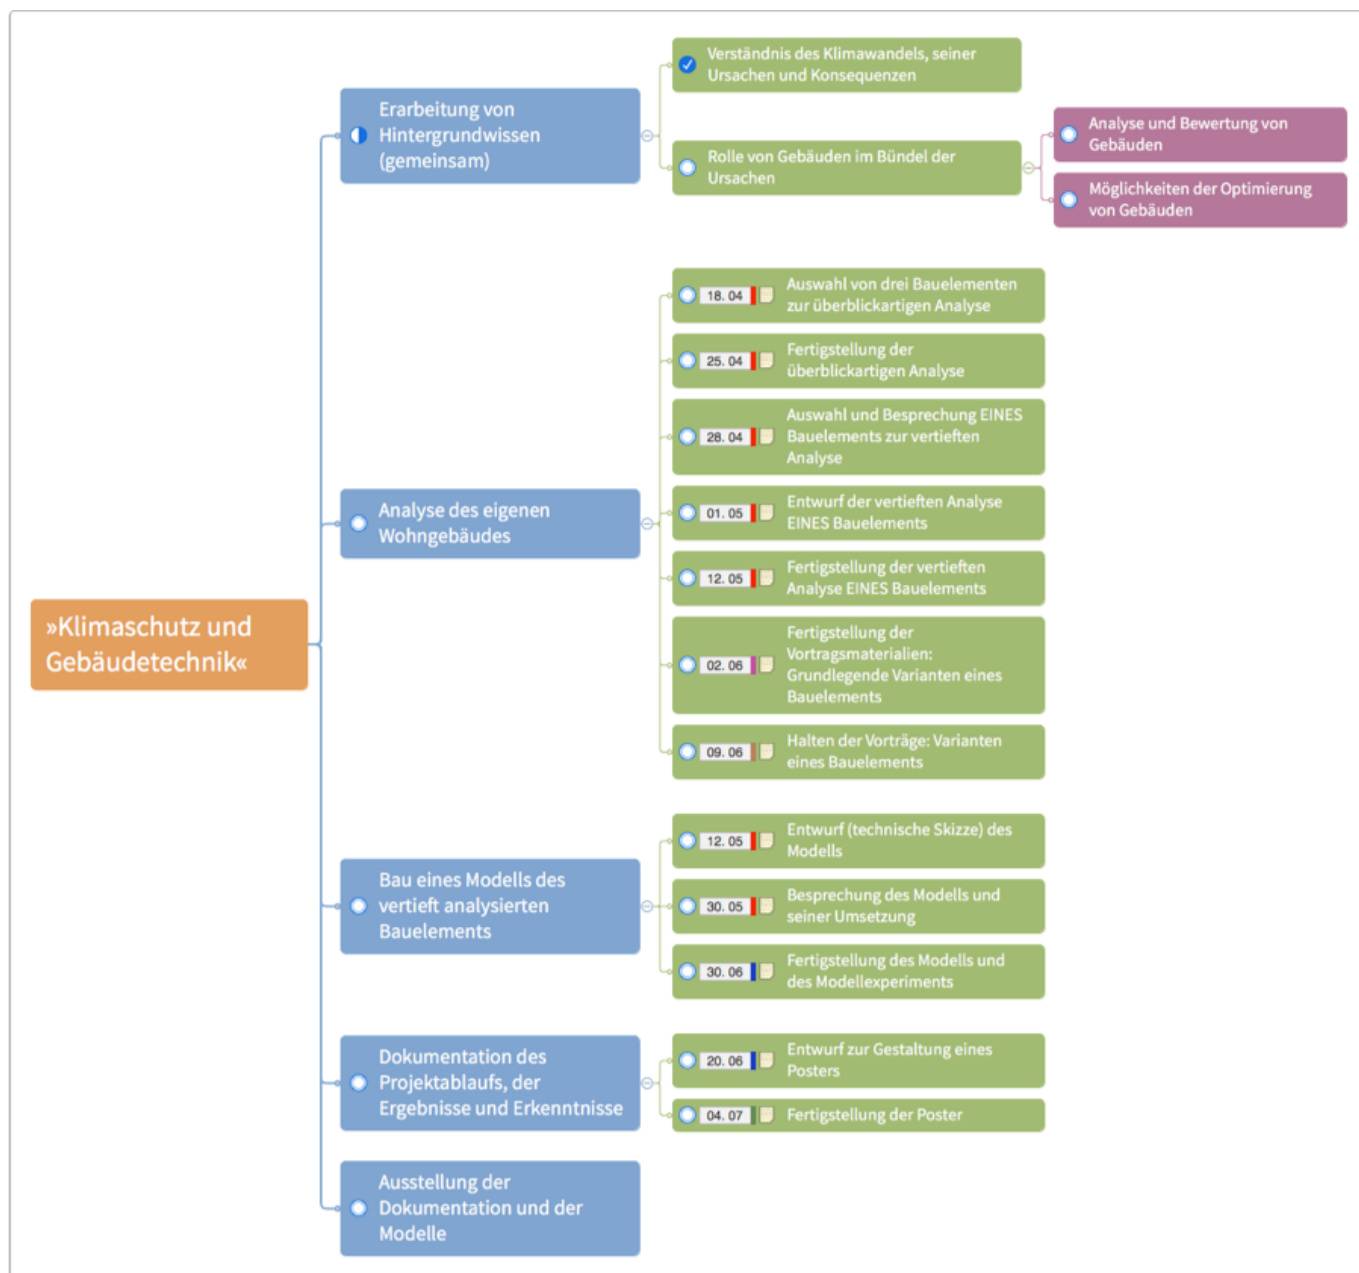 »Klimaschutz und
Gebäudetechnik«
Erarbeitung von
Hintergrundwissen
(gemeinsam)
Verständnis des Klimawandels, seiner
Ursachen und Konsequenzen
Rolle von Gebäuden im Bündel der
Ursachen
Analyse und Bewertung von
Gebäuden
Möglichkeiten der Optimierung
von Gebäuden
Analyse des eigenen
Wohngebäudes
18. 04
Auswahl von drei Bauelementen
zur überblickartigen Analyse
25. 04
Fertigstellung der
überblickartigen Analyse
28. 04
Auswahl und Besprechung EINES
Bauelements zur vertieften
Analyse
01. 05
Entwurf der vertieften Analyse
EINES Bauelements
12. 05
Fertigstellung der vertieften
Analyse EINES Bauelements
02. 06
Fertigstellung der
Vortragsmaterialien:
Grundlegende Varianten eines
Bauelements
09. 06
Halten der Vorträge: Varianten
eines Bauelements
Bau eines Modells des
vertieft analysierten
Bauelements
12. 05
Entwurf (technische Skizze) des
Modells
30. 05
Besprechung des Modells und
seiner Umsetzung
30. 06
Fertigstellung des Modells und
des Modellexperiments
Dokumentation des
Projektablaufs, der
Ergebnisse und Erkenntnisse
20. 06
Entwurf zur Gestaltung eines
Posters
04. 07
Fertigstellung der Poster
Ausstellung der
Dokumentation und der
Modelle